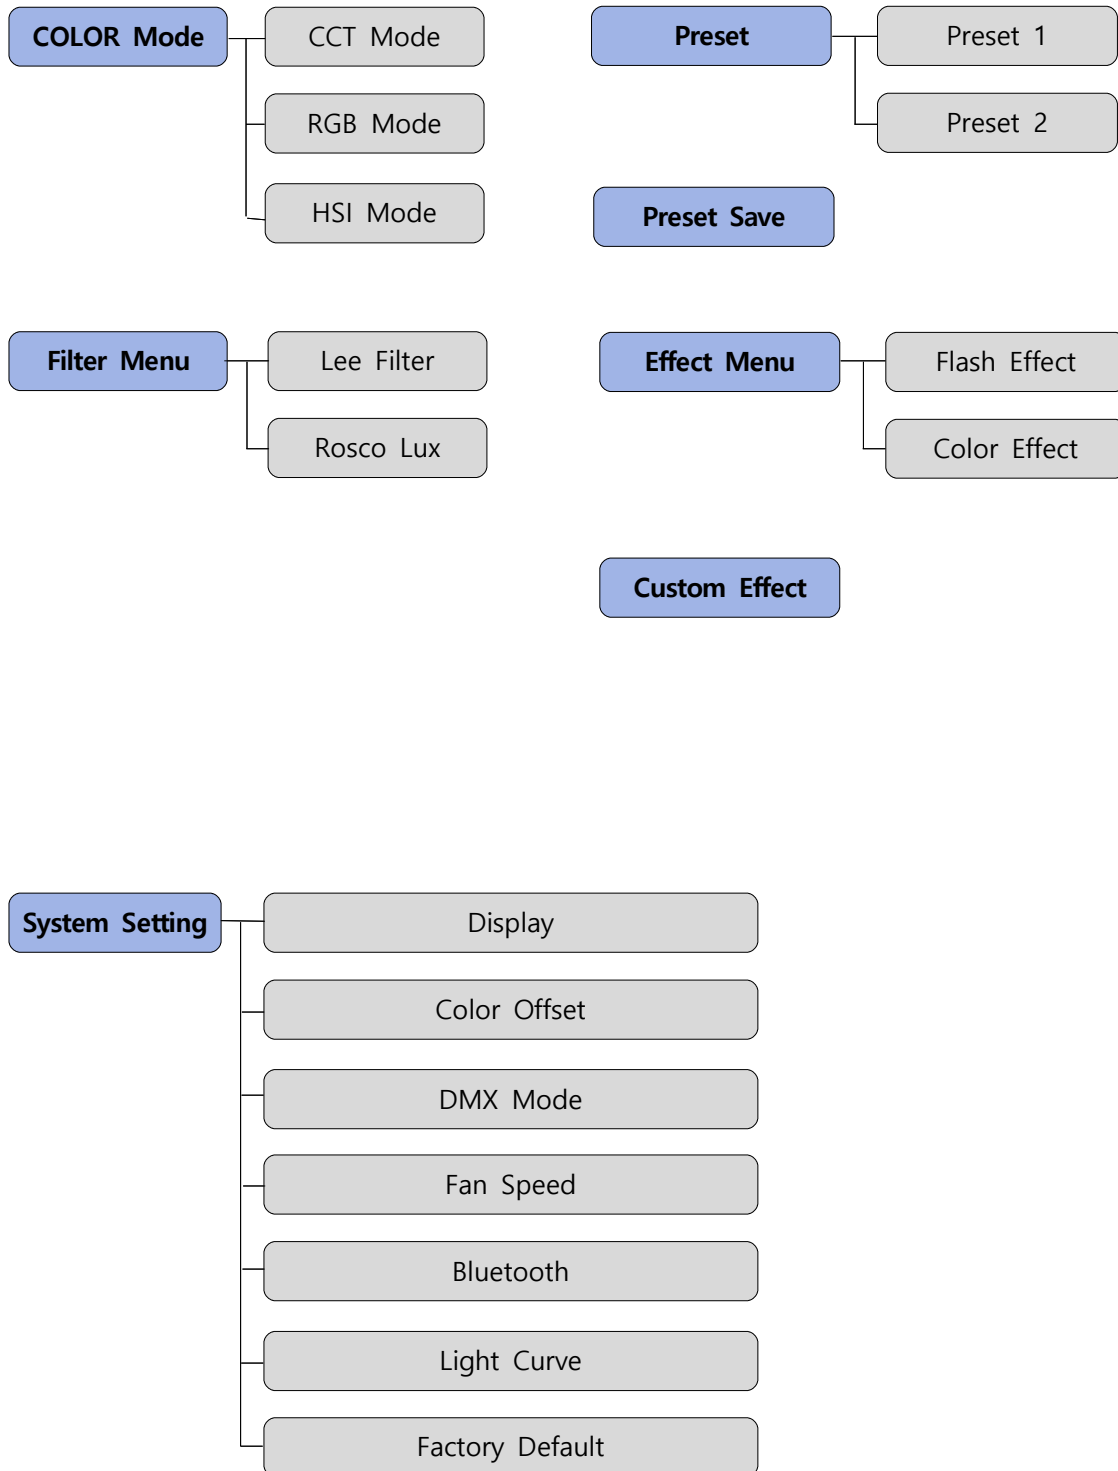 COLOR Mode
CCT Mode
RGB Mode
HSI Mode
Preset
Preset 1
Preset 2
Preset Save
Filter Menu
Lee Filter
Rosco Lux
Effect Menu
Flash Effect
Color Effect
Custom Effect
System Setting
Display
Color Offset
DMX Mode
Fan Speed
Bluetooth
Light Curve
Factory Default